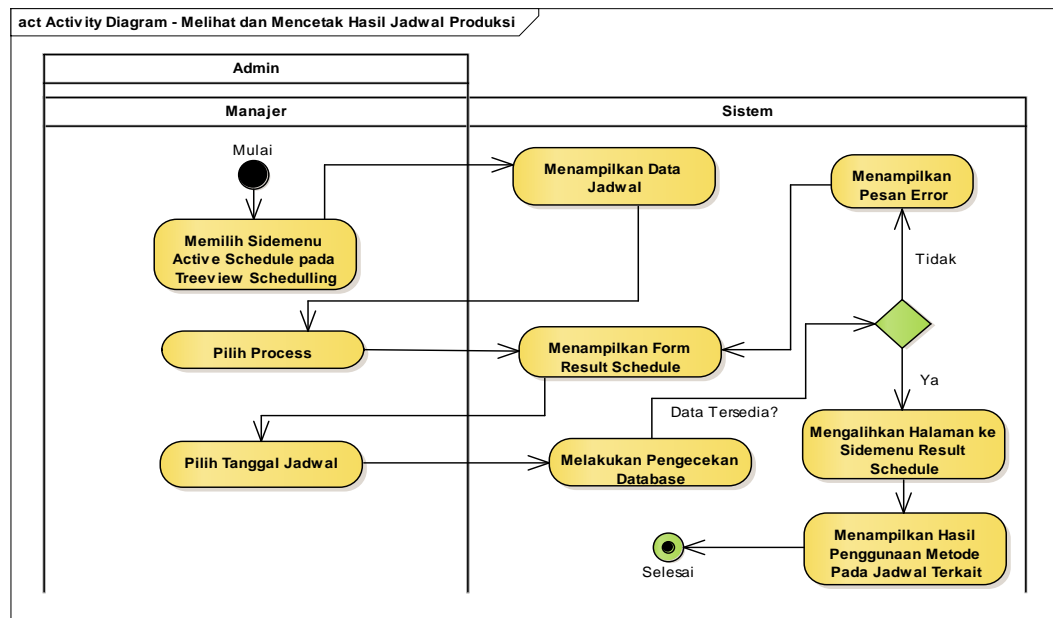 act Activity Diagram - Melihat dan Mencetak Hasil Jadwal Produksi
Admin
Manajer
Sistem
Mulai
Memilih Sidemenu
Active Schedule pada
Treeview Schedulling
Menampilkan Data
Jadwal
Menampilkan
Pesan Error
Tidak
Pilih Process
Menampilkan Form
Result Schedule
Ya
Data Tersedia?
Pilih Tanggal Jadwal
Melakukan Pengecekan
Database
Mengalihkan Halaman ke
Sidemenu Result
Schedule
Menampilkan Hasil
Penggunaan Metode
Pada Jadwal Terkait
Selesai